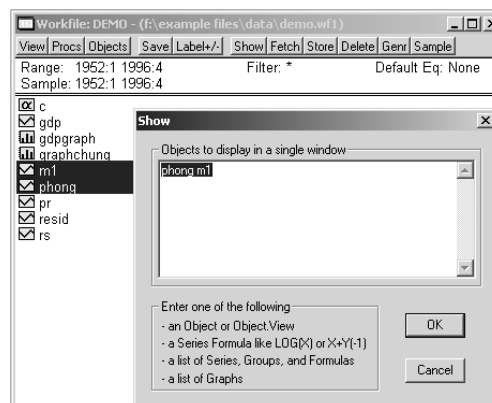 Workfile: DEMO - (f:\example files\data\demo.wf1)
View Procs Objects Save Label+/- Show Fetch Store Delete Genr Sample
Range: 1952:1 1996:4 Filter: * Default Eq: None
Sample: 1952:1 1996:4
c
gdp
gdpgraph
graphchung
m1
phong
pr
resid
rs
Show
Objects to display in a single window
phong m1
Enter one of the following
- an Object or Object.View
- a Series Formula like LOG(X) or X+Y(-1)
- a list of Series, Groups, and Formulas
- a list of Graphs
OK
Cancel